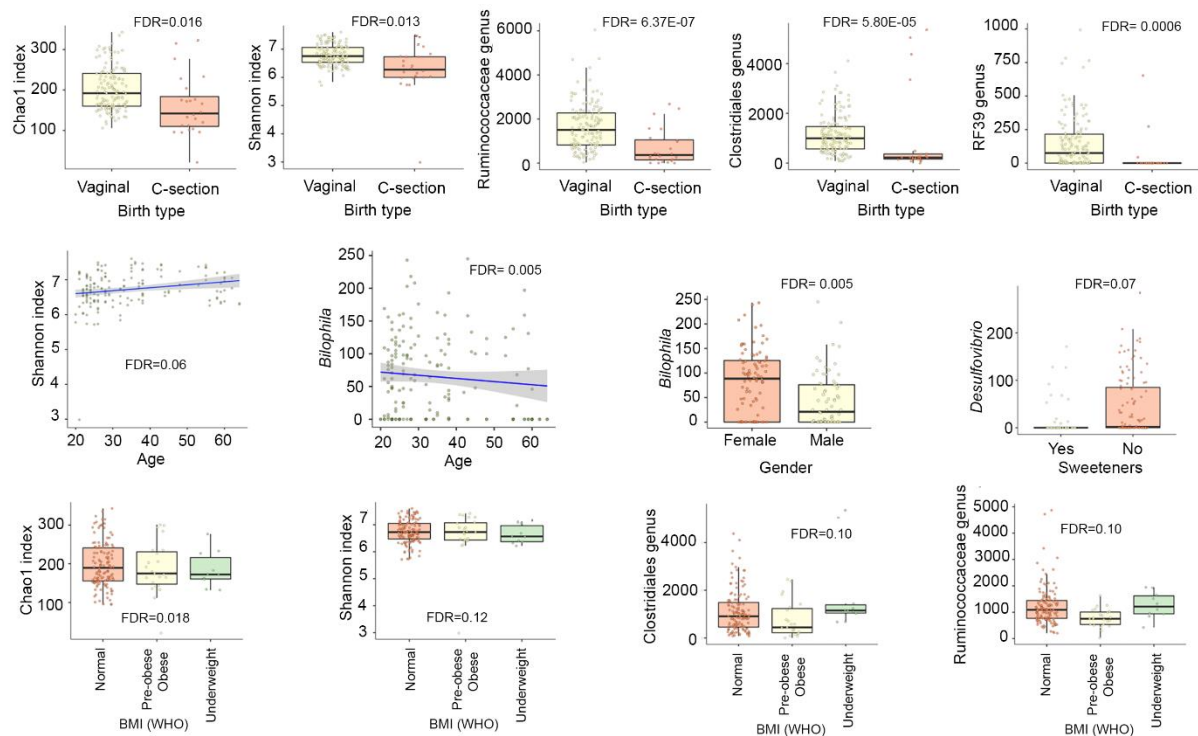 FDR=0.016
Chao1 index
300
200
100
Vaginal C-section
Birth type
FDR=0.013
Shannon index
7
6
5
4
3
Vaginal C-section
Birth type
FDR= 6.37E-07
Ruminococcaceae genus
6000
4000
2000
0
Vaginal C-section
Birth type
FDR= 5.80E-05
Clostridiales genus
4000
2000
0
Vaginal C-section
Birth type
FDR= 0.0006
RF39 genus
1000
750
500
250
0
Vaginal C-section
Birth type
Shannon index
7
6
5
4
3
FDR=0.06
20 30 40 50 60
Age
Bilophila
250
200
150
100
50
0
FDR= 0.005
20 30 40 50 60
Age
FDR= 0.005
Bilophila
250
200
150
100
50
0
Female Male
Gender
FDR=0.07
Desulfovibrio
200
100
0
Yes No
Sweeteners
Chao1 index
300
200
100
FDR=0.018
Normal
Pre-obese
Obese
Underweight
BMI (WHO)
Shannon index
7
6
5
4
3
FDR=0.12
Normal
Pre-obese
Obese
Underweight
BMI (WHO)
Clostridiales genus
4000
2000
0
FDR=0.10
Normal
Pre-obese
Obese
Underweight
BMI (WHO)
Ruminococcaceae genus
5000
4000
3000
2000
1000
0
FDR=0.10
Normal
Pre-obese
Obese
Underweight
BMI (WHO)